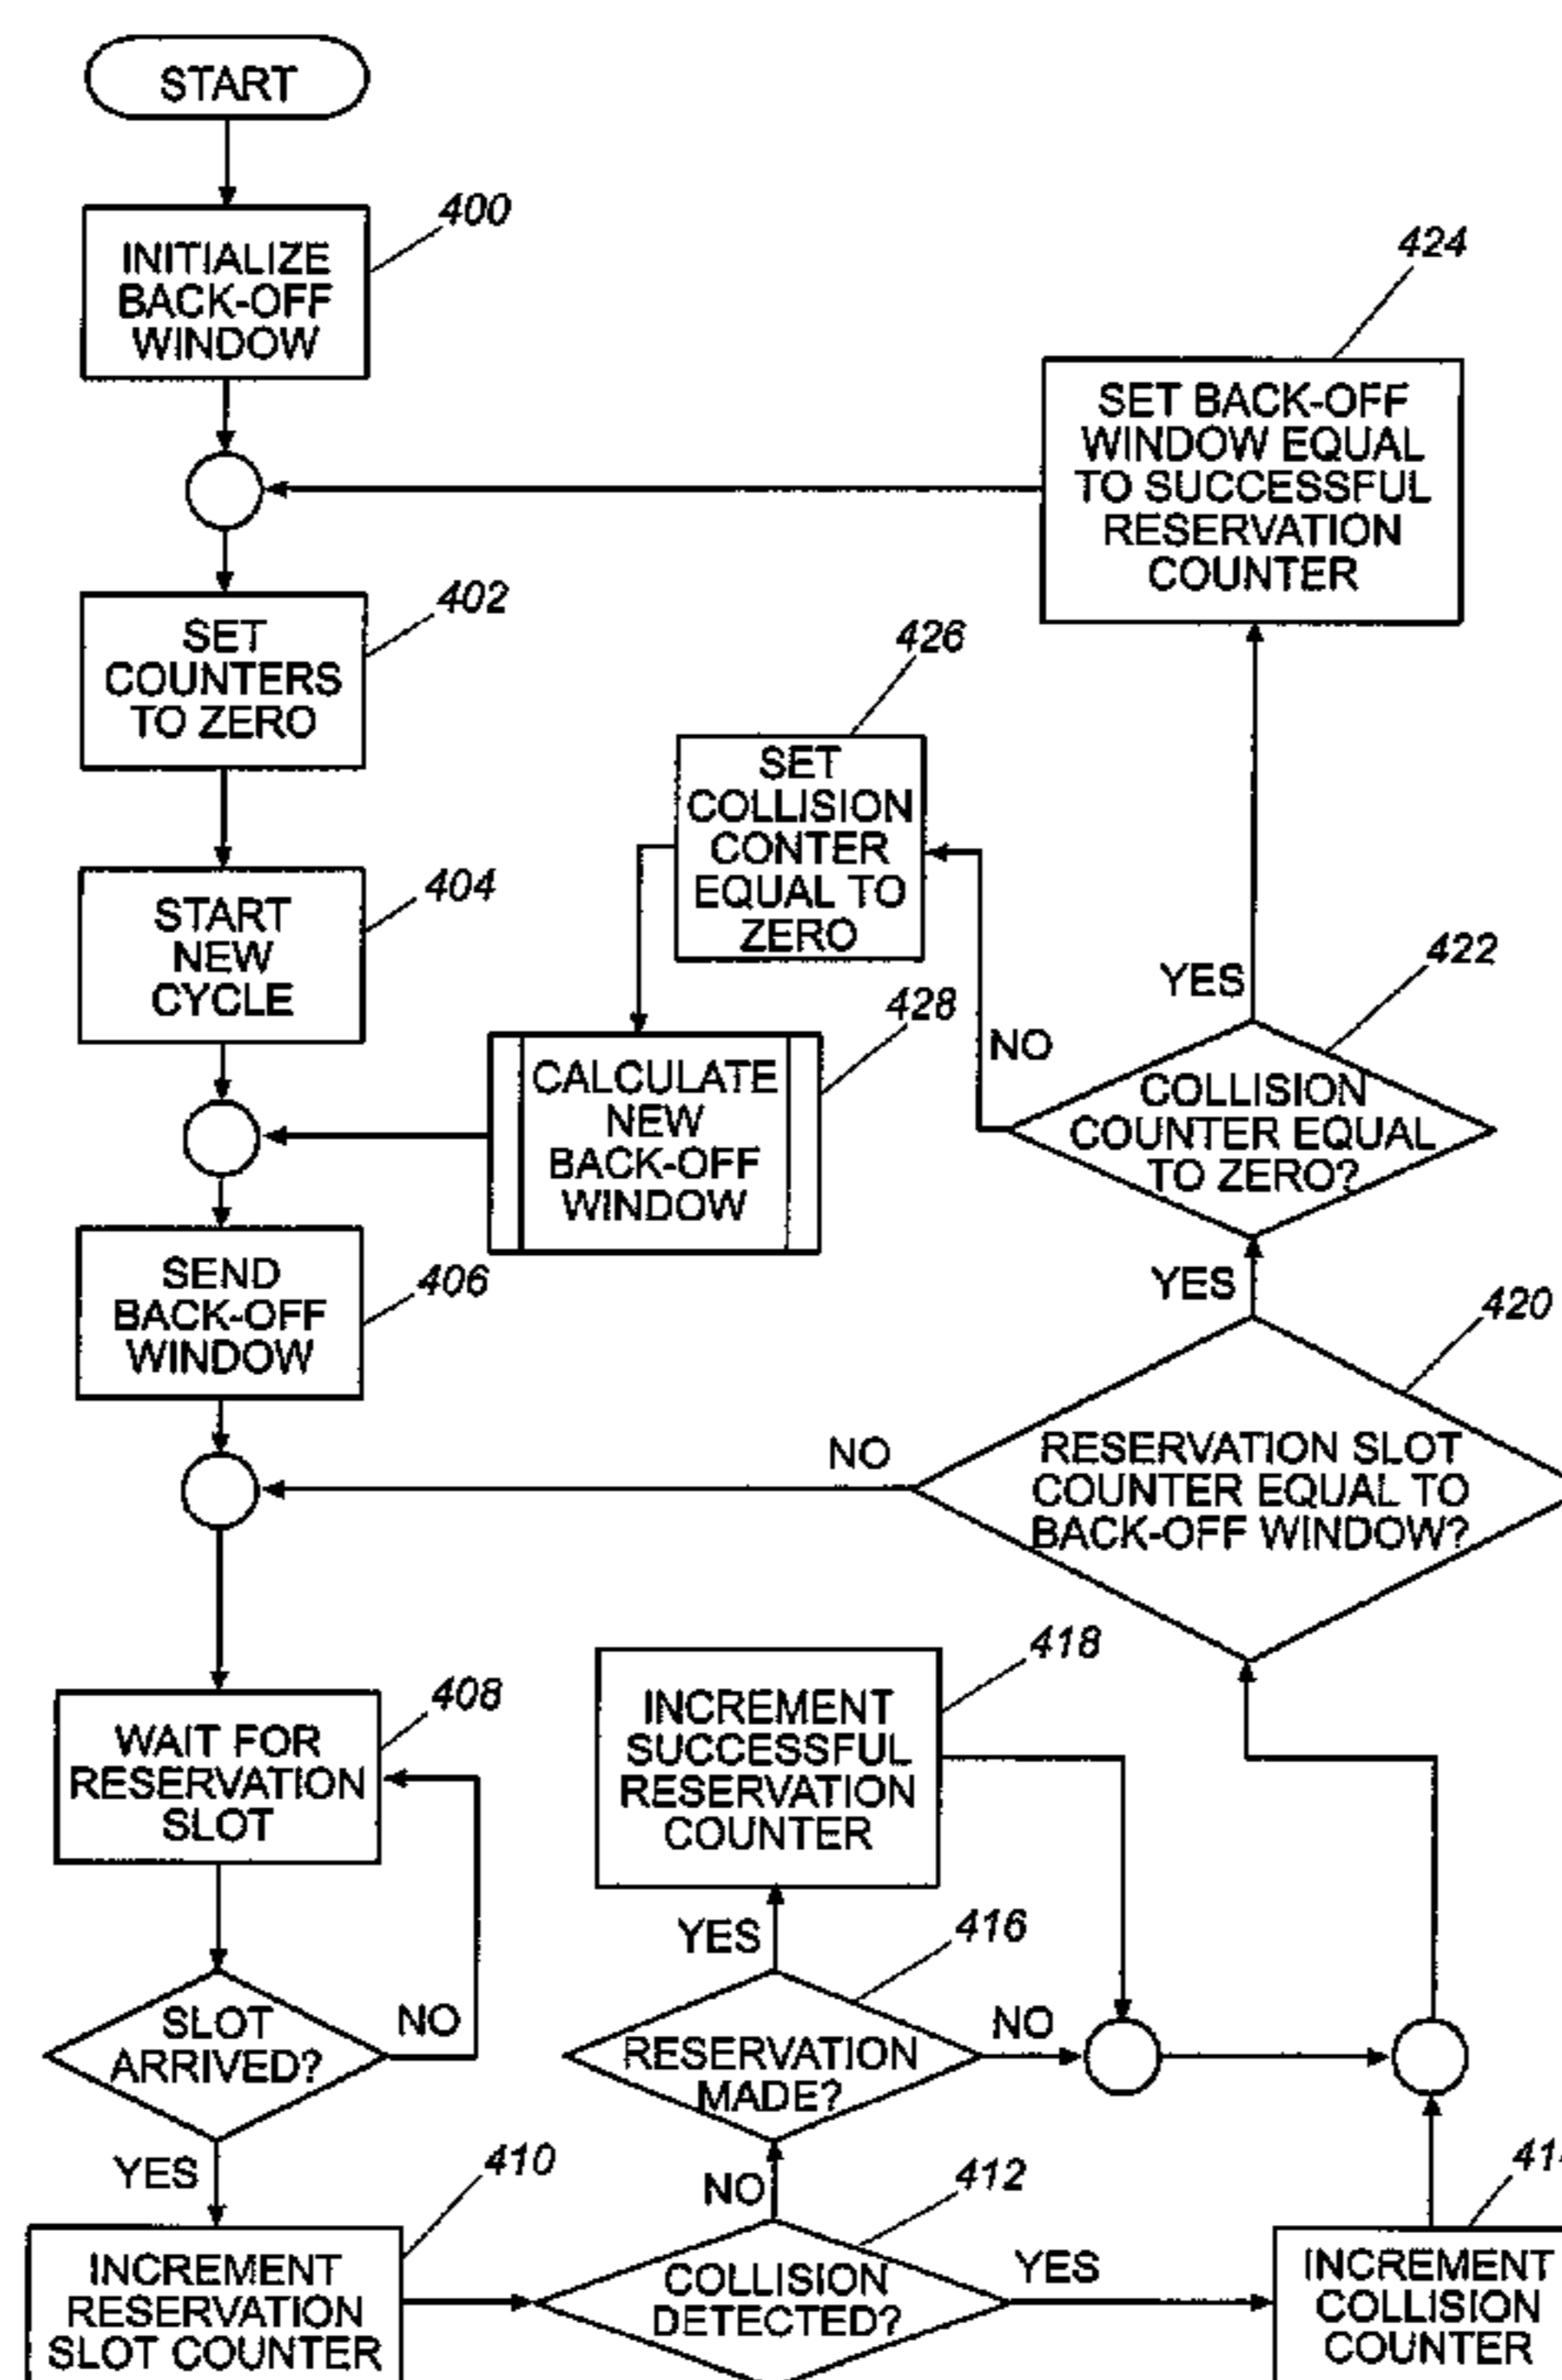 START
400
INITIALIZE
BACK-OFF
WINDOW
424
SET BACK-OFF
WINDOW EQUAL
TO SUCCESSFUL
RESERVATION
COUNTER
402
SET
COUNTERS
TO ZERO
426
SET
COLLISION
CONTER
EQUAL TO
ZERO
404
START
NEW
CYCLE
422
YES
NO
COLLISION
COUNTER EQUAL
TO ZERO?
428
CALCULATE
NEW
BACK-OFF
WINDOW
406
SEND
BACK-OFF
WINDOW
YES
420
NO
RESERVATION SLOT
COUNTER EQUAL TO
BACK-OFF WINDOW?
418
INCREMENT
SUCCESSFUL
RESERVATION
COUNTER
408
WAIT FOR
RESERVATION
SLOT
YES
416
SLOT
ARRIVED?
NO
RESERVATION
MADE?
NO
YES
410
NO
412
INCREMENT
RESERVATION
SLOT COUNTER
COLLISION
DETECTED?
YES
INCREMENT
COLLISION
COUNTER